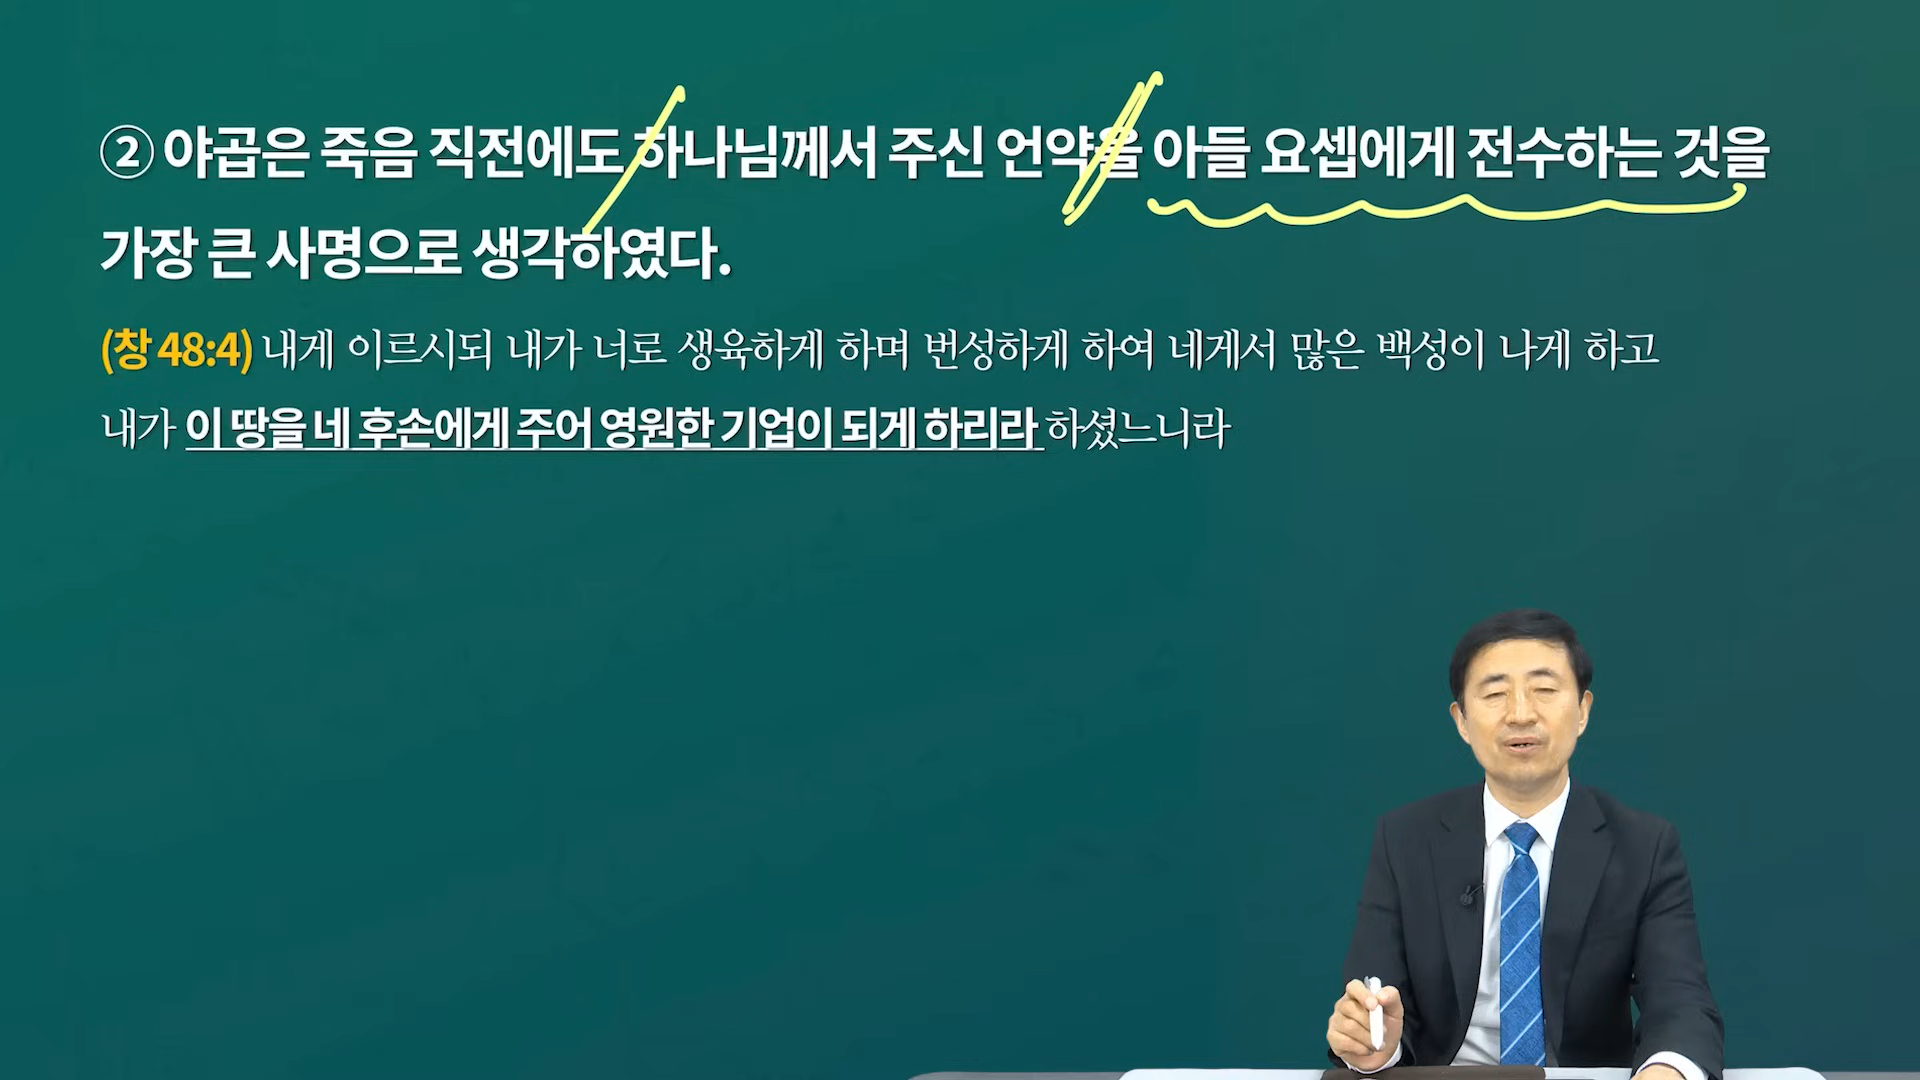 ② 야곱은 죽음 직전에도 하나님께서 주신 언약을 아들 요셉에게 전수하는 것을
가장 큰 사명으로 생각하였다.
(창 48:4) 내게 이르시되 내가 너로 생육하게 하며 번성하게 하여 네게서 많은 백성이 나게 하고
내가 이 땅을 네 후손에게 주어 영원한 기업이 되게 하리라 하셨느니라